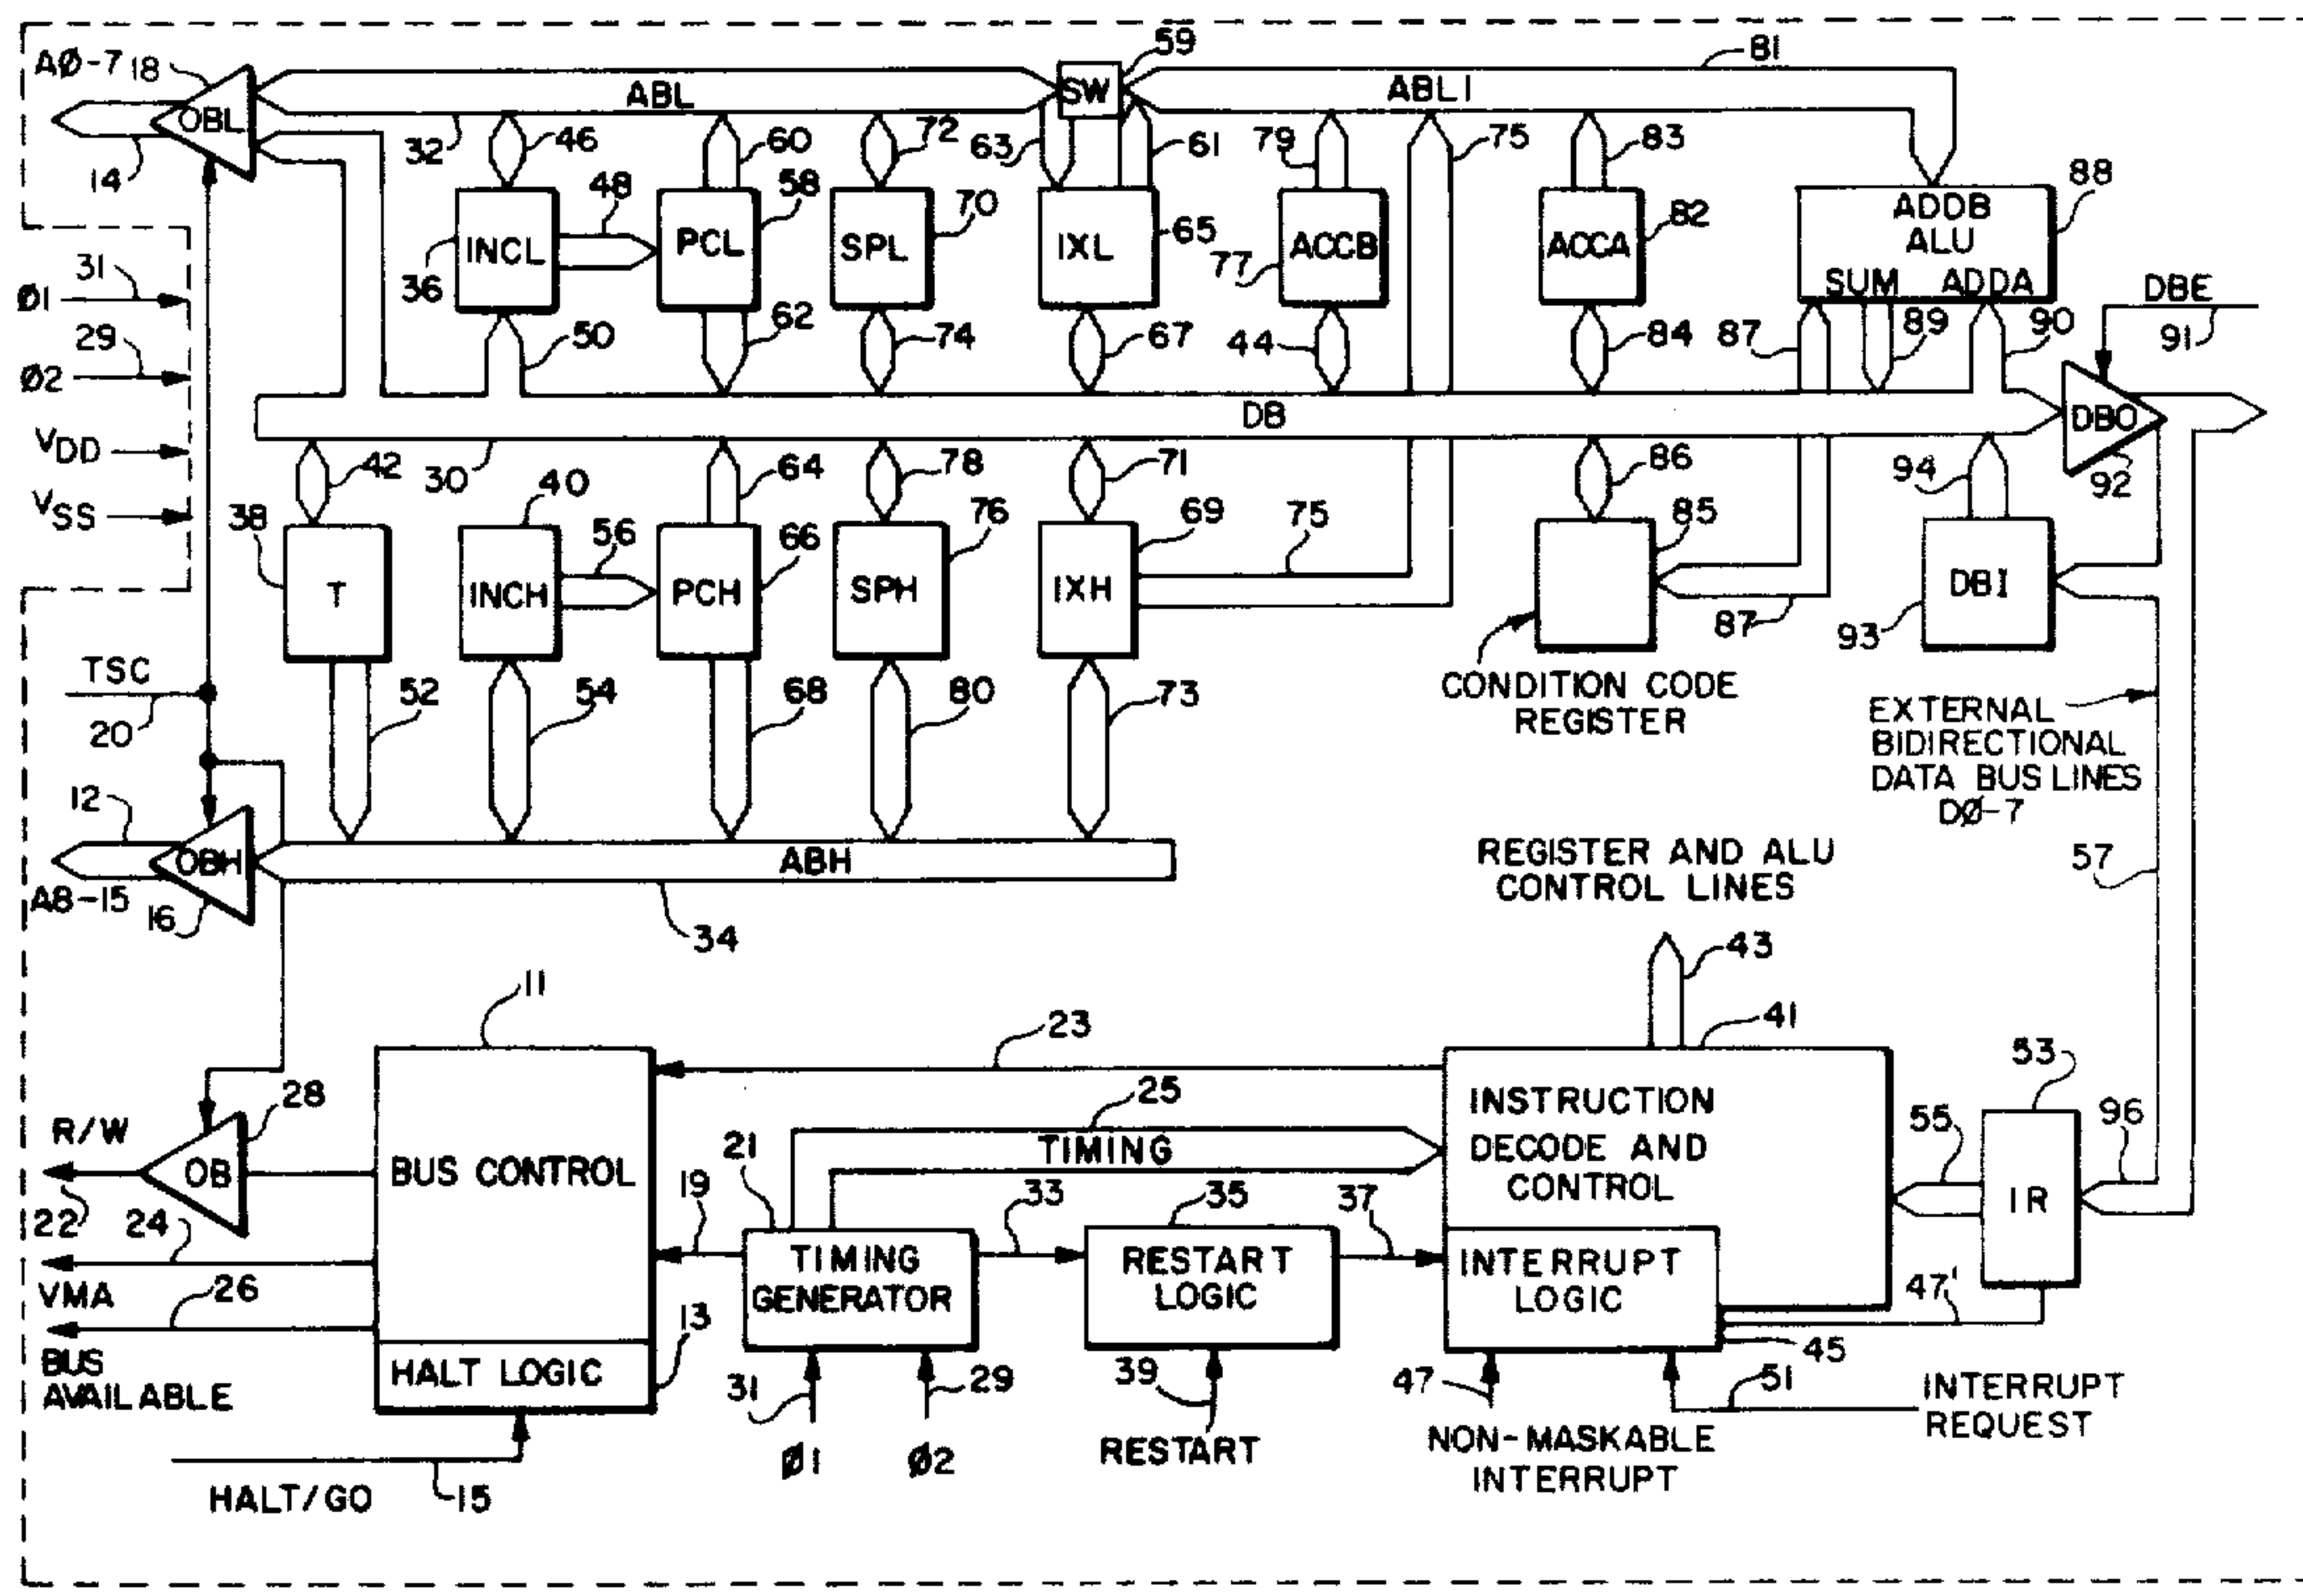 AØ-7
18
OBL
14
ABL
32
46
60
72
63
SW
59
61
ABLI
81
79
75
83
88
INCL
36
48
PCL
58
SPL
70
IXL
65
ACCB
77
ACCA
82
ADDB
ALU
SUM ADDA
31
Ø1
29
Ø2
VDD
VSS
50
62
74
67
44
84
87
89
90
DBE
91
DB
DBO
92
30
42
64
78
71
86
94
38
T
40
INCH
56
PCH
66
SPH
76
IXH
69
75
85
87
DBI
93
CONDITION CODE
REGISTER
TSC
20
52
54
68
80
73
EXTERNAL
BIDIRECTIONAL
DATA BUS LINES
DØ-7
12
OBH
A8-15
16
ABH
34
REGISTER AND ALU
CONTROL LINES
57
43
11
23
41
53
R/W
28
OB
22
24
VMA
26
BUS
AVAILABLE
BUS CONTROL
HALT LOGIC
13
HALT/GO
15
25
TIMING
19
21
TIMING
GENERATOR
31
29
Ø1
Ø2
33
35
RESTART
LOGIC
39
RESTART
37
INSTRUCTION
DECODE AND
CONTROL
INTERRUPT
LOGIC
55
IR
96
47'
45
47
51
NON-MASKABLE
INTERRUPT
INTERRUPT
REQUEST